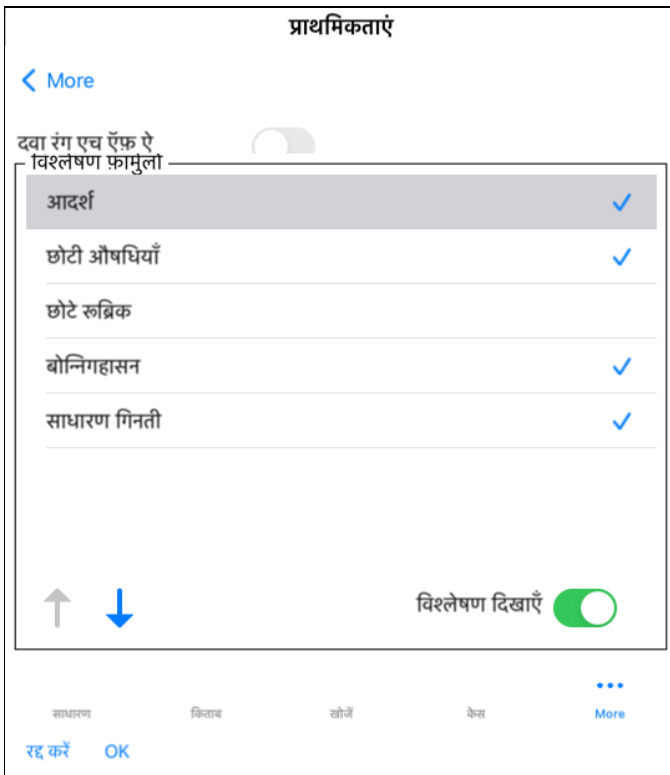 प्राथमिकताएं
More
दवा रंग एच ऍफ़ ऐ
विश्लेषण फ़ार्मुलो
आदर्श
छोटी औषधियाँ
छोटे रूब्रिक
बोन्निगहासन
साधारण गिनती
विश्लेषण दिखाएँ
साधारण किताब खोजें केस More
रद्द करें OK